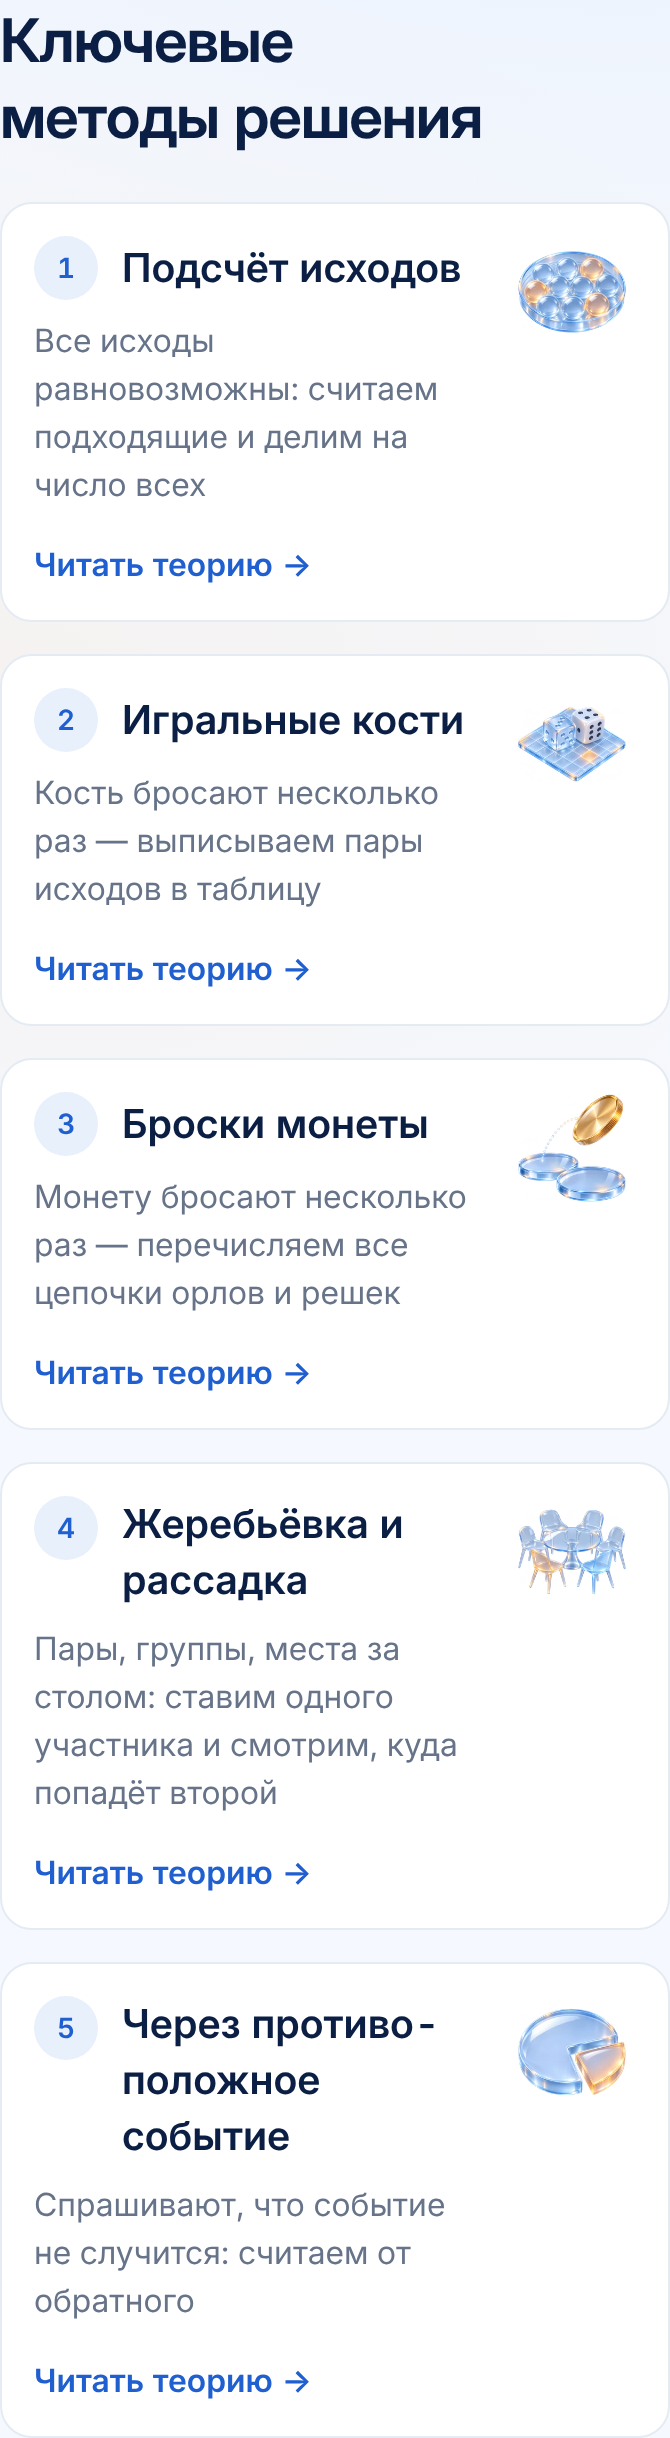 Ключевые
методы решения
1 Подсчёт исходов
Все исходы
равновозможны: считаем
подходящие и делим на
число всех
Читать теорию →
2 Игральные кости
Кость бросают несколько
раз — выписываем пары
исходов в таблицу
Читать теорию →
3 Броски монеты
Монету бросают несколько
раз — перечисляем все
цепочки орлов и решек
Читать теорию →
4 Жеребьёвка и
рассадка
Пары, группы, места за
столом: ставим одного
участника и смотрим, куда
попадёт второй
Читать теорию →
5 Через противо-
положное
событие
Спрашивают, что событие
не случится: считаем от
обратного
Читать теорию →